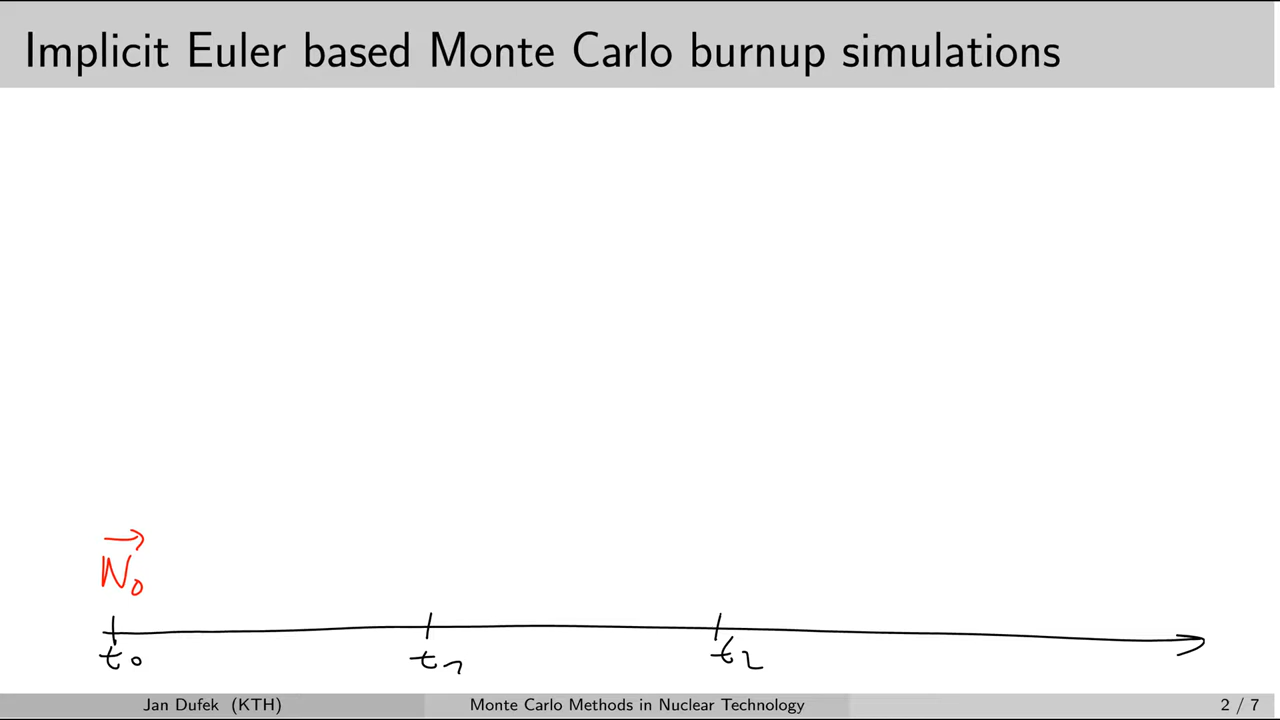 Implicit Euler based Monte Carlo burnup simulations
N₀
t₀ t₁ t₂
Jan Dufek (KTH) Monte Carlo Methods in Nuclear Technology 2 / 7